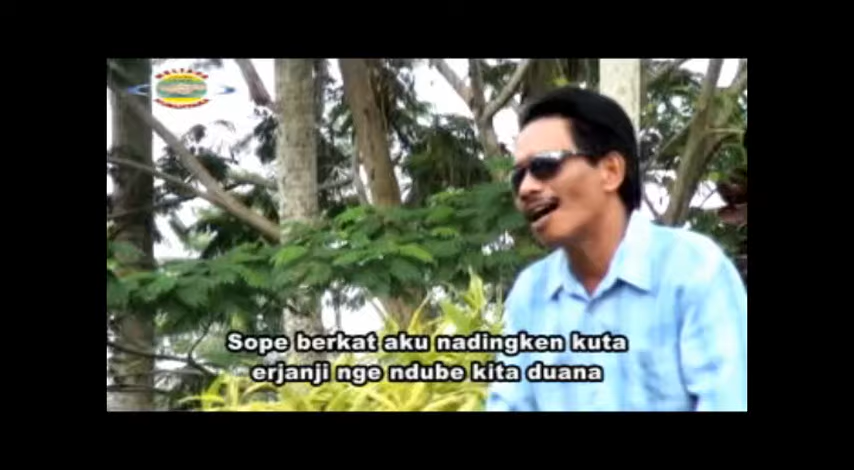 Sope berkat aku nadingken kuta
erjanji nge ndube kita duana